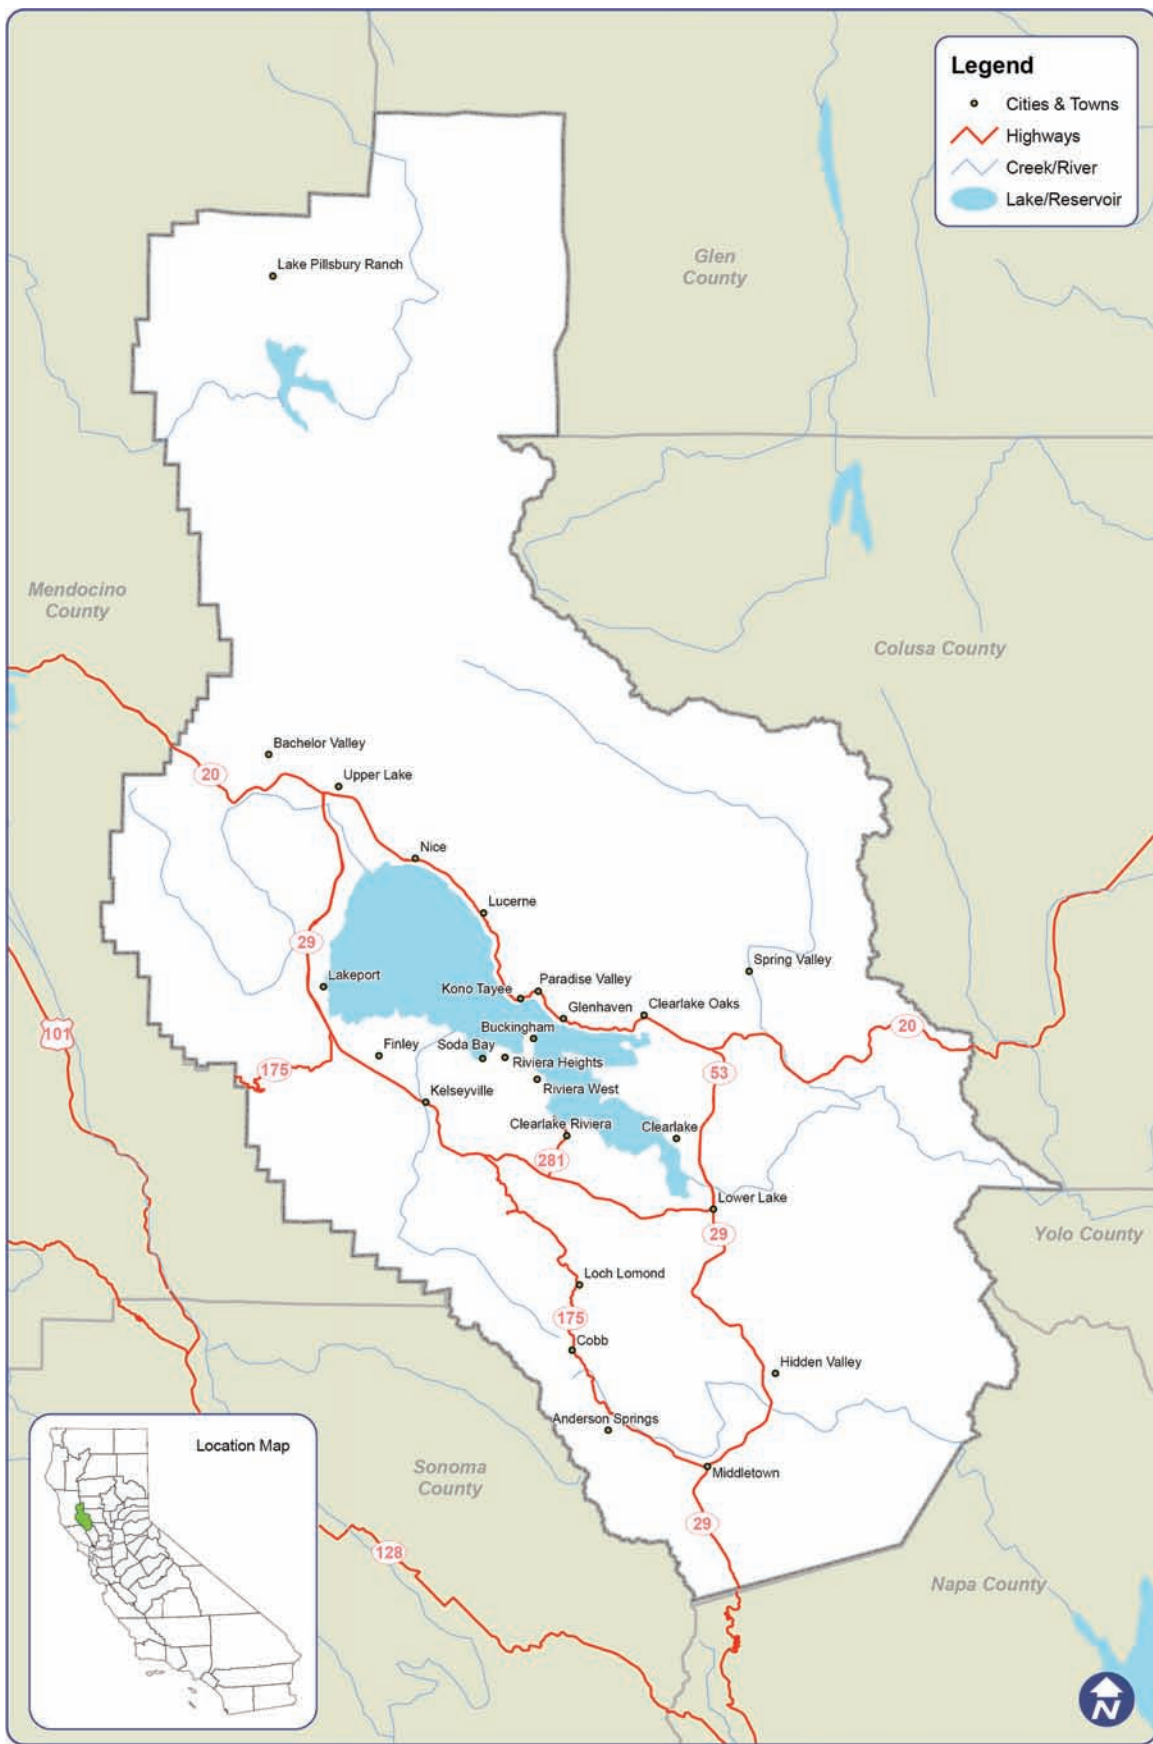 Legend
Cities & Towns
Highways
Creek/River
Lake/Reservoir
Glen
County
Lake Pillsbury Ranch
Mendocino
County
Colusa County
Bachelor Valley
20
Upper Lake
Nice
Lucerne
29
Lakeport
Spring Valley
Paradise Valley
Kono Tayee
Glenhaven
Clearlake Oaks
20
101
Buckingham
Finley
Soda Bay
Riviera Heights
175
53
Riviera West
Kelseyville
Clearlake Riviera
Clearlake
281
Lower Lake
29
Yolo County
Loch Lomond
175
Cobb
Hidden Valley
Anderson Springs
Location Map
Middletown
Sonoma
County
29
128
Napa County
N